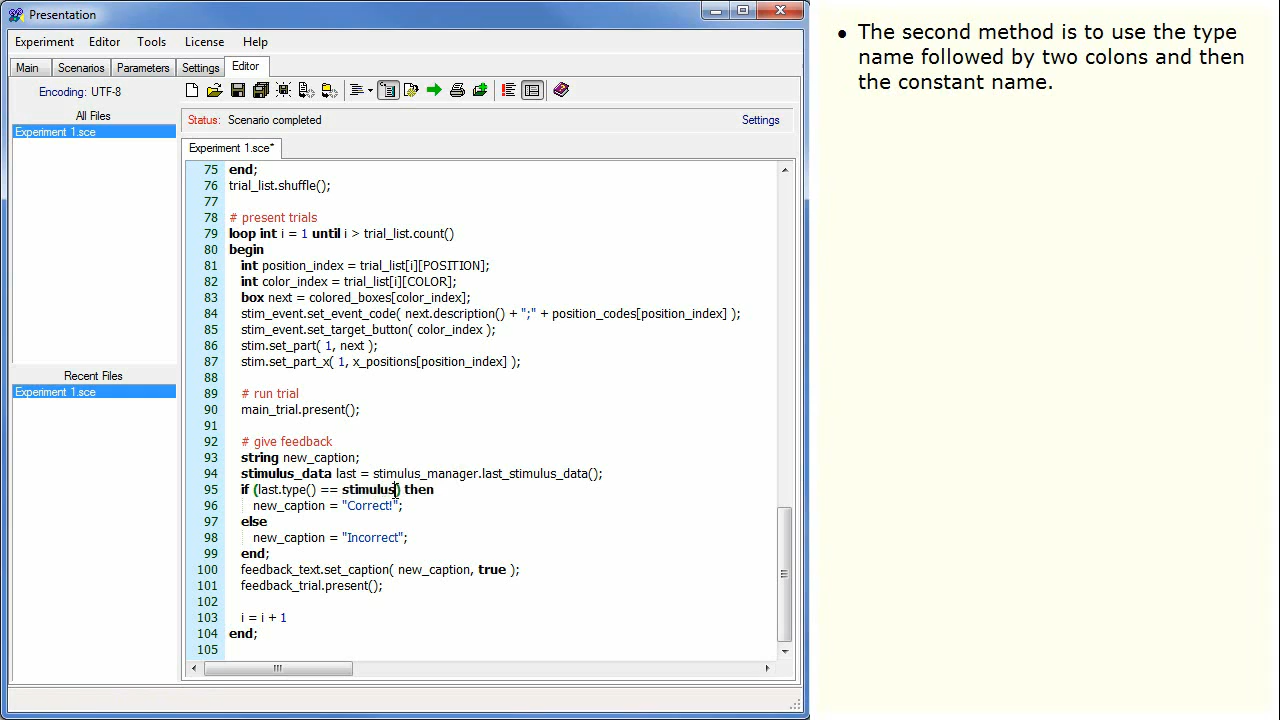 Presentation
Experiment Editor Tools License Help
Main Scenarios Parameters Settings Editor
Encoding: UTF-8
All Files
Experiment 1.sce
Recent Files
Experiment 1.sce
Status: Scenario completed Settings
Experiment 1.sce*
75 end;
76 trial_list.shuffle();
77
78 # present trials
79 loop int i = 1 until i > trial_list.count()
80 begin
81 int position_index = trial_list[i][POSITION];
82 int color_index = trial_list[i][COLOR];
83 box next = colored_boxes[color_index];
84 stim_event.set_event_code( next.description() + ";" + position_codes[position_index] );
85 stim_event.set_target_button( color_index );
86 stim.set_part( 1, next );
87 stim.set_part_x( 1, x_positions[position_index] );
88
89 # run trial
90 main_trial.present();
91
92 # give feedback
93 string new_caption;
94 stimulus_data last = stimulus_manager.last_stimulus_data();
95 if (last.type() == stimulus) then
96 new_caption = "Correct!";
97 else
98 new_caption = "Incorrect";
99 end;
100 feedback_text.set_caption( new_caption, true );
101 feedback_trial.present();
102
103 i = i + 1
104 end;
105
• The second method is to use the type
name followed by two colons and then
the constant name.